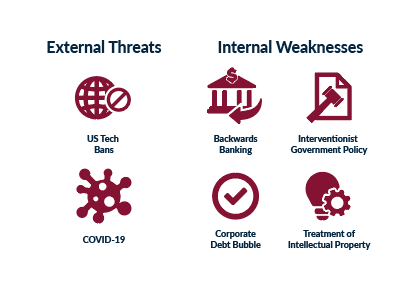 External Threats
Internal Weaknesses
$
US Tech
Bans
Backwards
Banking
Interventionist
Government Policy
COVID-19
Corporate
Debt Bubble
Treatment of
Intellectual Property